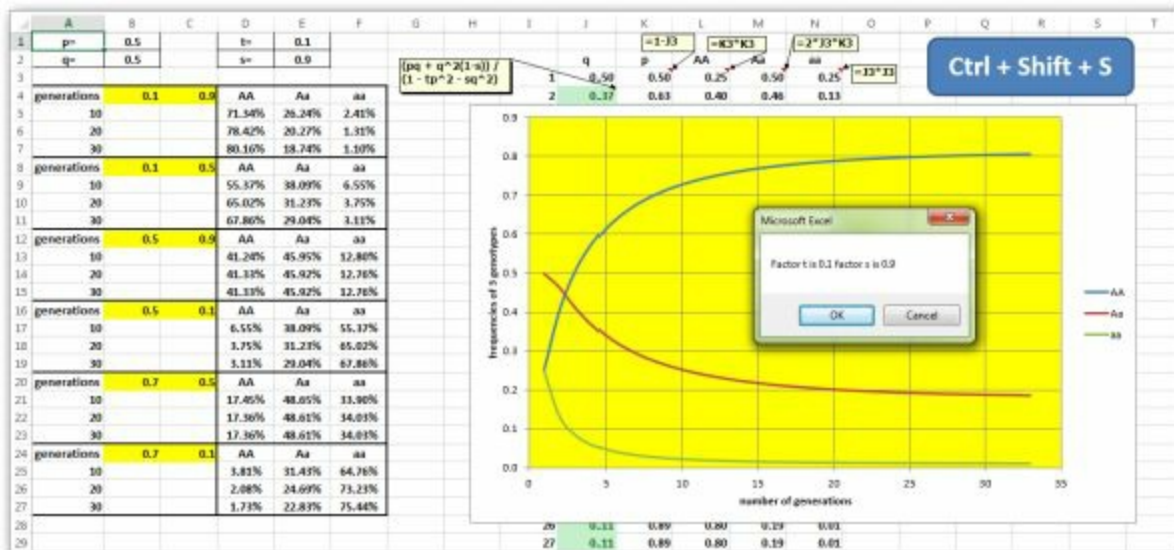 A B C D E F G H I J K L M N O P Q R S T
1 p= 0.5 t= 0.1 =1-J3 =K3*K3 =2*J3*K3
2 q= 0.5 s= 0.9 q p AA Aa aa
(pq + q^2(1-s)) /
(1 - tp^2 - sq^2)
Ctrl + Shift + S
3 1 0.50 0.50 0.25 0.50 0.25 =J3*J3
4 generations 0.1 0.9 AA Aa aa 2 0.37 0.63 0.40 0.46 0.13
5 10 71.34% 26.24% 2.41%
6 20 78.42% 20.27% 1.31%
7 30 80.16% 18.74% 1.10%
8 generations 0.1 0.5 AA Aa aa
9 10 55.37% 38.09% 6.55%
10 20 65.02% 31.23% 3.75%
11 30 67.86% 29.04% 3.11%
12 generations 0.5 0.9 AA Aa aa
13 10 41.24% 45.95% 12.80%
14 20 41.33% 45.92% 12.76%
15 30 41.33% 45.92% 12.76%
16 generations 0.5 0.1 AA Aa aa
17 10 6.55% 38.09% 55.37%
18 20 3.75% 31.23% 65.02%
19 30 3.11% 29.04% 67.86%
20 generations 0.7 0.5 AA Aa aa
21 10 17.45% 48.65% 33.90%
22 20 17.36% 48.61% 34.03%
23 30 17.36% 48.61% 34.03%
24 generations 0.7 0.1 AA Aa aa
25 10 3.81% 31.43% 64.76%
26 20 2.08% 24.69% 73.23%
27 30 1.73% 22.83% 75.44%
28 26 0.11 0.89 0.80 0.19 0.01
29 27 0.11 0.89 0.80 0.19 0.01
frequencies of 3 genotypes
0.9
0.8
0.7
0.6
0.5
0.4
0.3
0.2
0.1
0.0
0 5 10 15 20 25 30 35
number of generations
AA
Aa
aa
Microsoft Excel
Factor t is 0.1 factor s is 0.9
OK Cancel